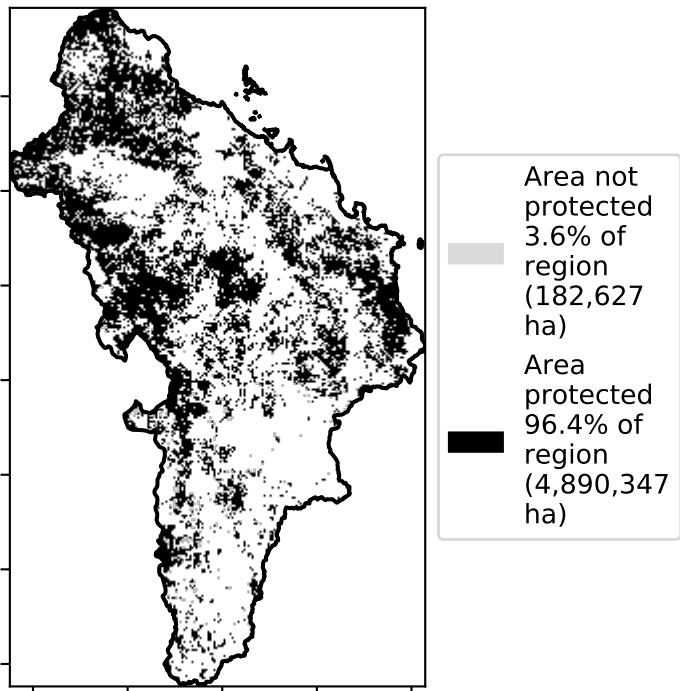 Area not
protected
3.6% of
region
(182,627
ha)
Area
protected
96.4% of
region
(4,890,347
ha)